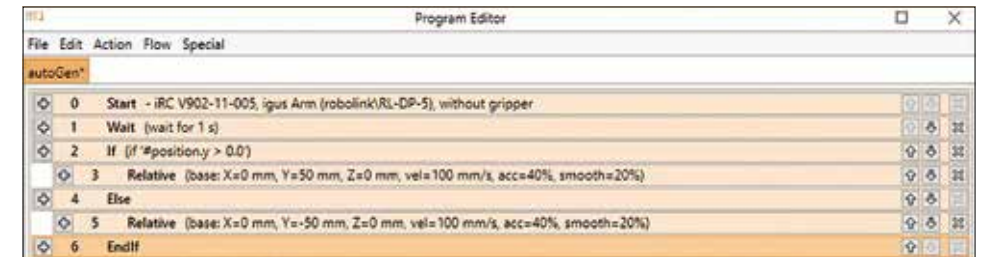 Program Editor
File Edit Action Flow Special
autoGen*
0 Start - iRC V902-11-005, igus Arm (robolink\RL-DP-5), without gripper
1 Wait (wait for 1 s)
2 If (if '#position.y > 0.0')
3 Relative (base: X=0 mm, Y=50 mm, Z=0 mm, vel=100 mm/s, acc=40%, smooth=20%)
4 Else
5 Relative (base: X=0 mm, Y=-50 mm, Z=0 mm, vel=100 mm/s, acc=40%, smooth=20%)
6 EndIf